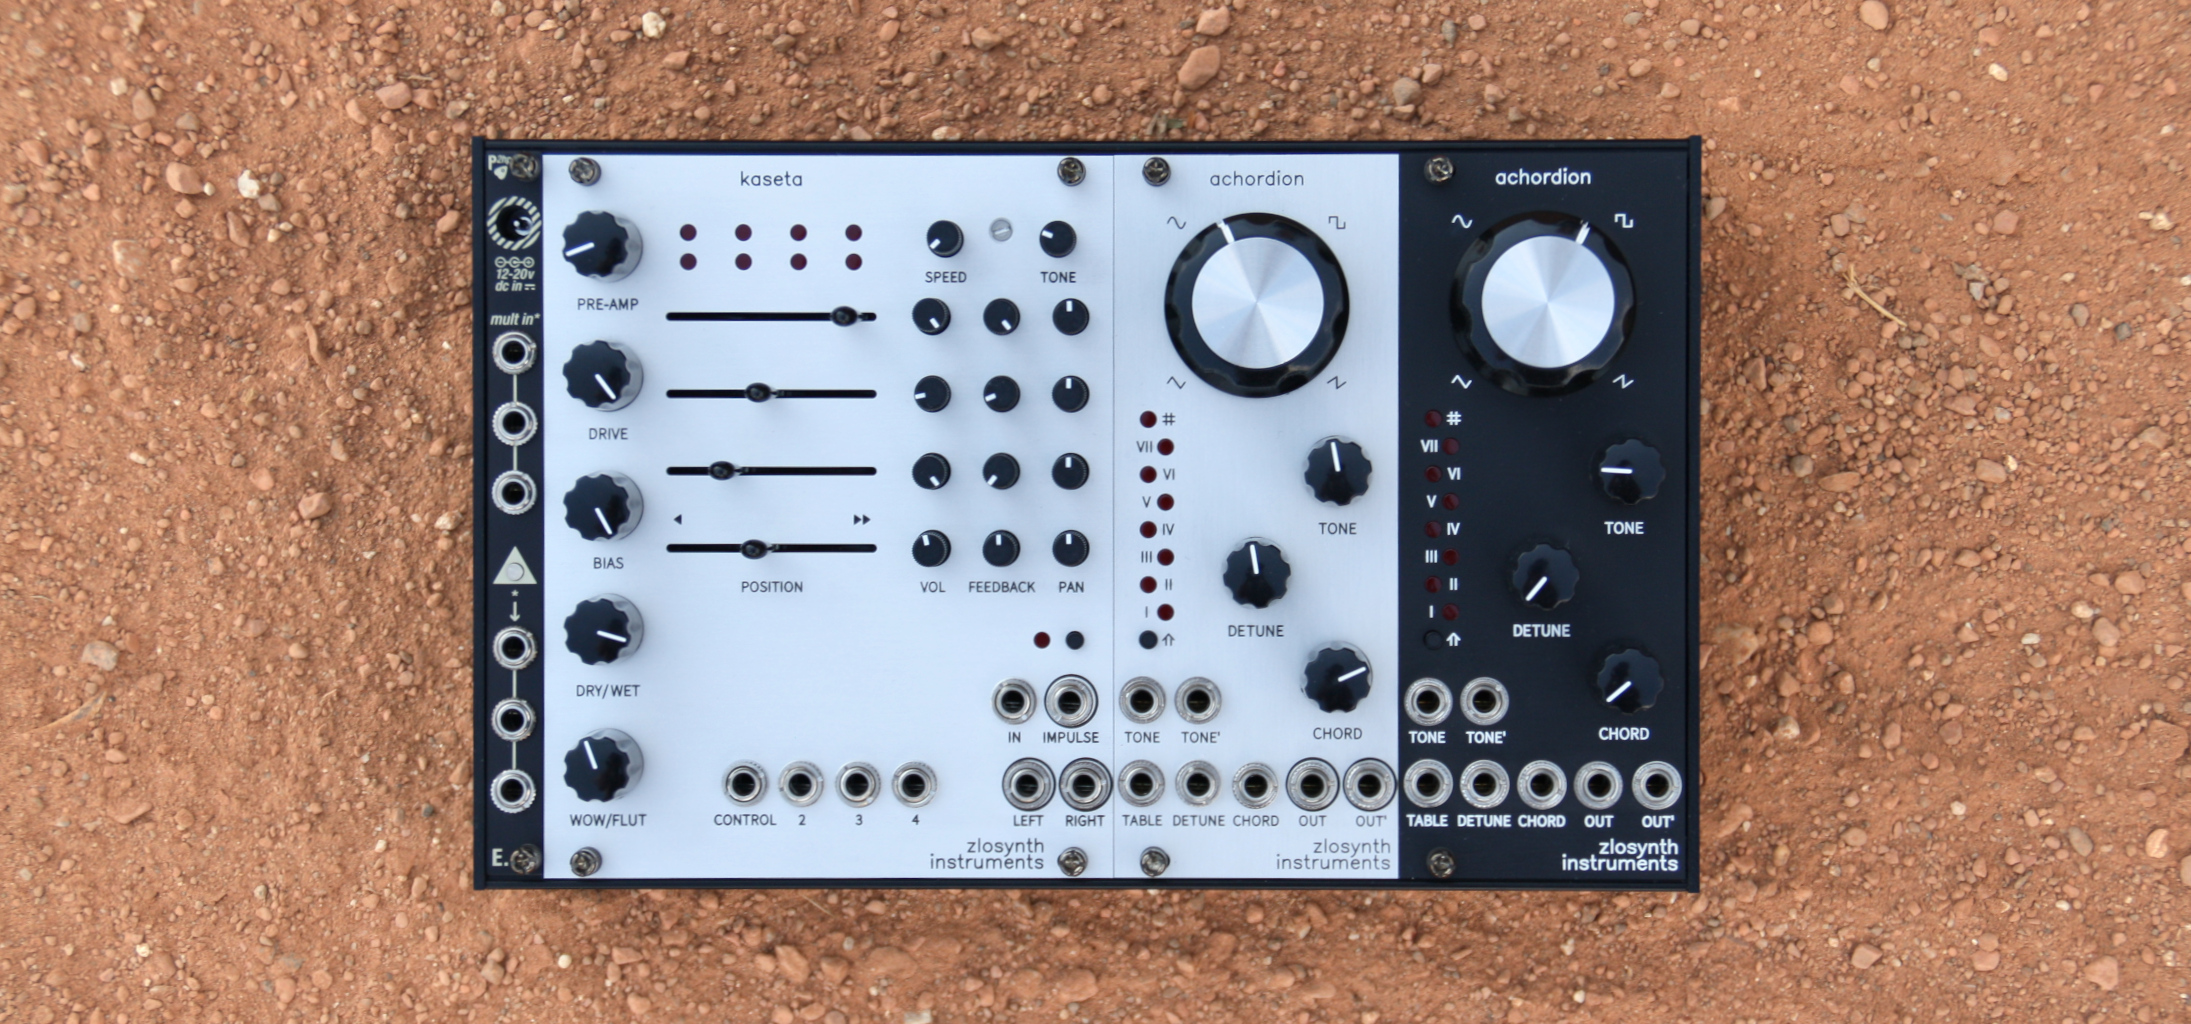 12-20v
dc in
mult in*
*
E.
kaseta
PRE-AMP
DRIVE
BIAS
DRY/WET
WOW/FLUT
SPEED
TONE
POSITION
VOL
FEEDBACK
PAN
IN
IMPULSE
CONTROL
2
3
4
LEFT
RIGHT
zlosynth
instruments
achordion
#
VII
VI
V
IV
III
II
I
TONE
DETUNE
CHORD
TONE
TONE'
TABLE
DETUNE
CHORD
OUT
OUT'
zlosynth
instruments
achordion
#
VII
VI
V
IV
III
II
I
TONE
DETUNE
CHORD
TONE
TONE'
TABLE
DETUNE
CHORD
OUT
OUT'
zlosynth
instruments